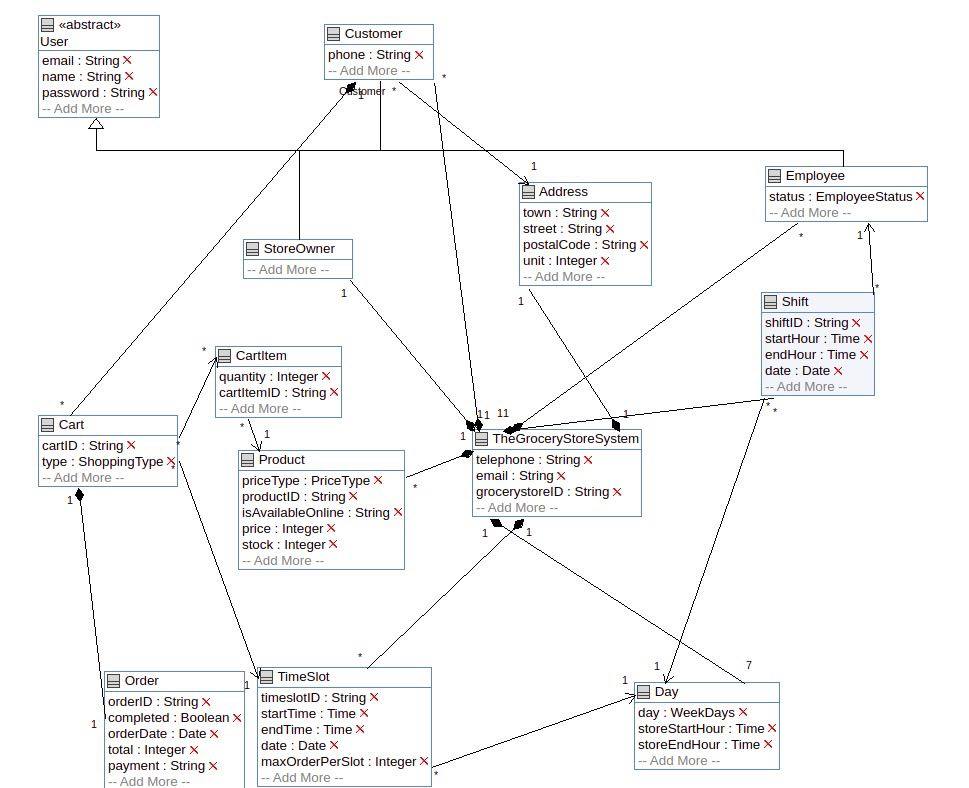 «abstract»
User
email : String
name : String
password : String
-- Add More --
Customer
phone : String
-- Add More --
*
Customer
1
*
1
Address
town : String
street : String
postalCode : String
unit : Integer
-- Add More --
1
Employee
status : EmployeeStatus
-- Add More --
*
1
*
StoreOwner
-- Add More --
1
Shift
shiftID : String
startHour : Time
endHour : Time
date : Date
-- Add More --
*
*
*
CartItem
quantity : Integer
cartItemID : String
-- Add More --
*
1
*
Cart
cartID : String
type : ShoppingType
-- Add More --
*
*
1
Product
priceType : PriceType
productID : String
isAvailableOnline : String
price : Integer
stock : Integer
-- Add More --
*
1
1
1
1
1
1
TheGroceryStoreSystem
telephone : String
email : String
grocerystoreID : String
-- Add More --
1
1
*
7
1
1
Order
orderID : String
completed : Boolean
orderDate : Date
total : Integer
payment : String
-- Add More --
1
1
TimeSlot
timeslotID : String
startTime : Time
endTime : Time
date : Date
maxOrderPerSlot : Integer
-- Add More --
*
Day
day : WeekDays
storeStartHour : Time
storeEndHour : Time
-- Add More --